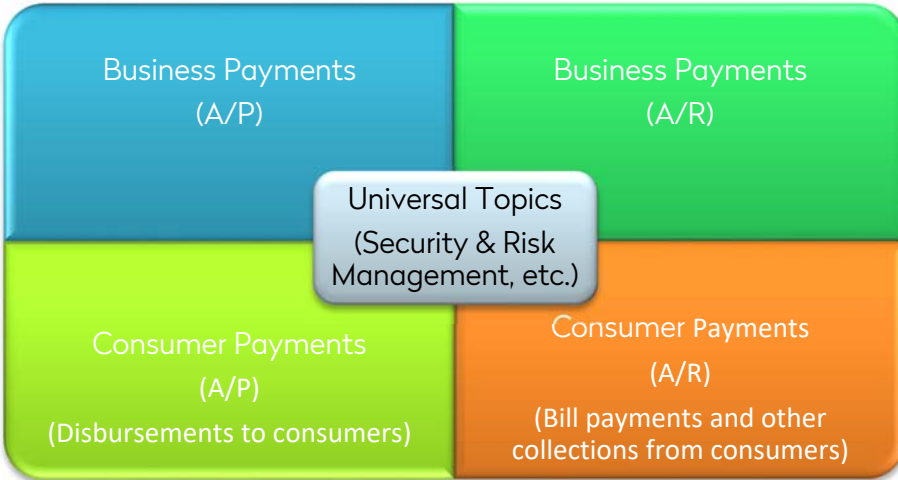 Business Payments
(A/P)
Business Payments
(A/R)
Universal Topics
(Security & Risk
Management, etc.)
Consumer Payments
(A/P)
(Disbursements to consumers)
Consumer Payments
(A/R)
(Bill payments and other
collections from consumers)